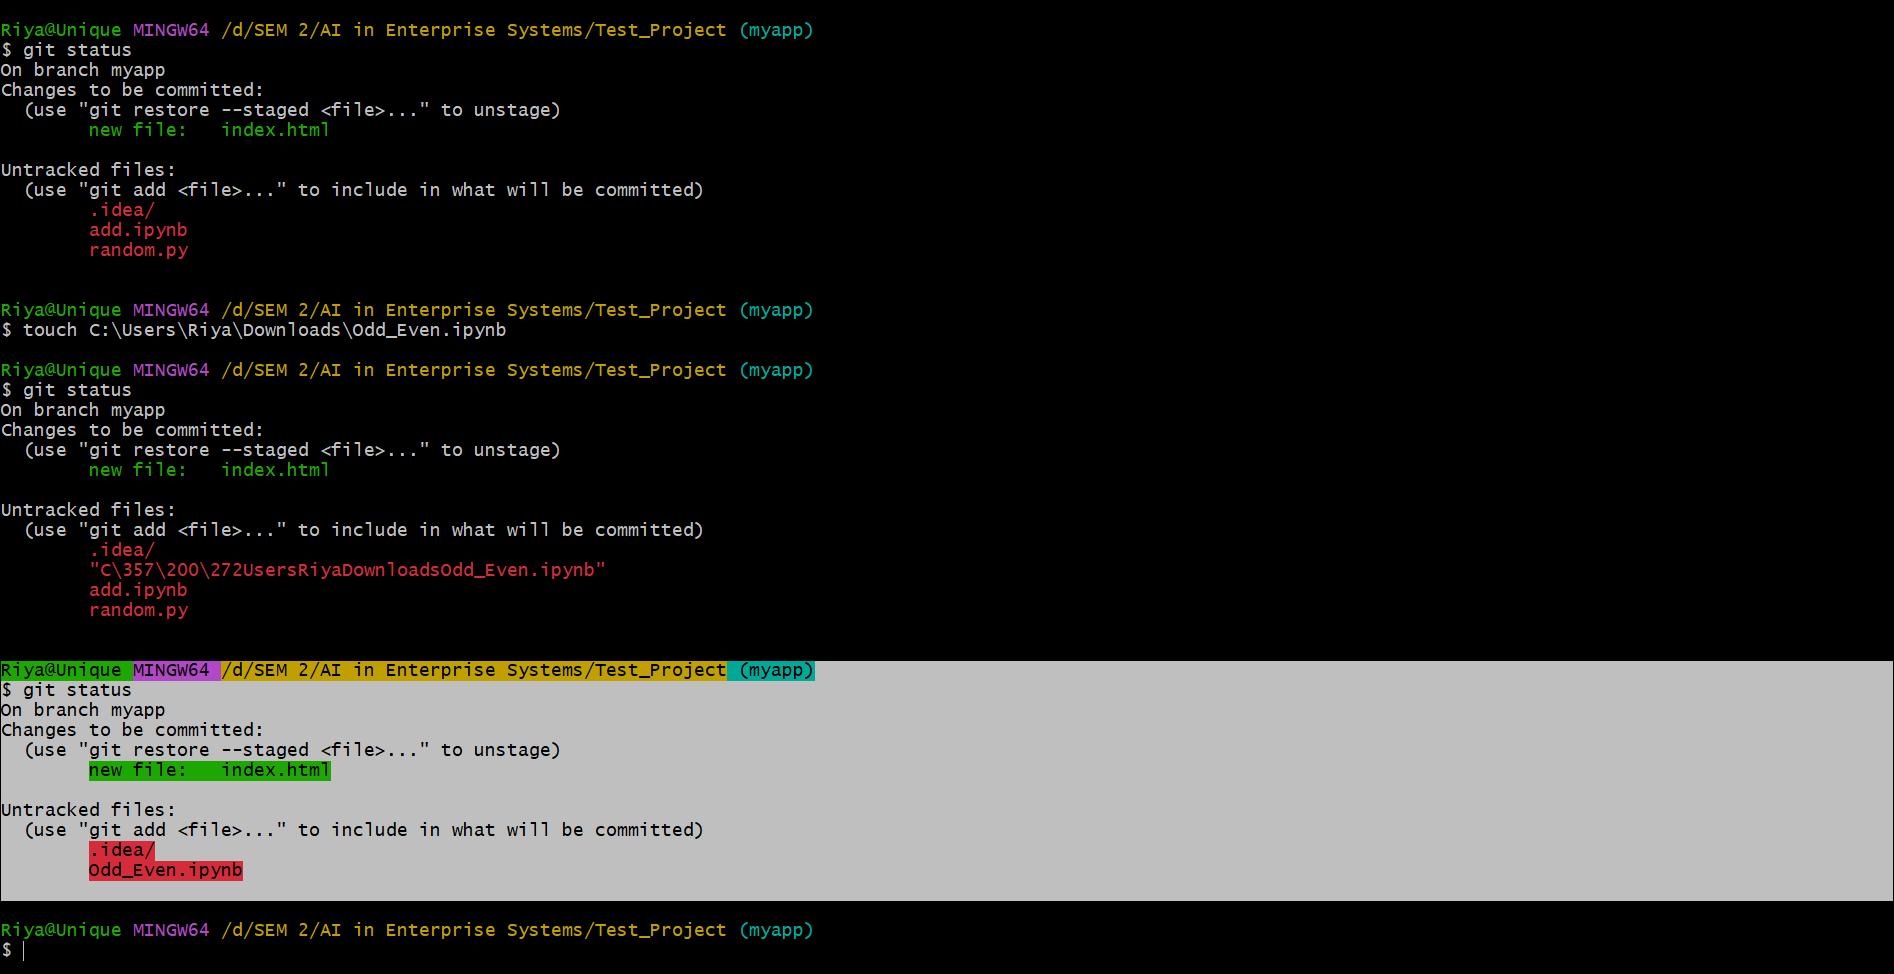 Riya@Unique MINGW64 /d/SEM 2/AI in Enterprise Systems/Test_Project (myapp)
$ git status
On branch myapp
Changes to be committed:
  (use "git restore --staged <file>..." to unstage)
        new file:   index.html

Untracked files:
  (use "git add <file>..." to include in what will be committed)
        .idea/
        add.ipynb
        random.py

Riya@Unique MINGW64 /d/SEM 2/AI in Enterprise Systems/Test_Project (myapp)
$ touch C:\Users\Riya\Downloads\Odd_Even.ipynb

Riya@Unique MINGW64 /d/SEM 2/AI in Enterprise Systems/Test_Project (myapp)
$ git status
On branch myapp
Changes to be committed:
  (use "git restore --staged <file>..." to unstage)
        new file:   index.html

Untracked files:
  (use "git add <file>..." to include in what will be committed)
        .idea/
        "C\357\200\272UsersRiyaDownloadsOdd_Even.ipynb"
        add.ipynb
        random.py

Riya@Unique MINGW64 /d/SEM 2/AI in Enterprise Systems/Test_Project (myapp)
$ git status
On branch myapp
Changes to be committed:
  (use "git restore --staged <file>..." to unstage)
        new file:   index.html

Untracked files:
  (use "git add <file>..." to include in what will be committed)
        .idea/
        Odd_Even.ipynb

Riya@Unique MINGW64 /d/SEM 2/AI in Enterprise Systems/Test_Project (myapp)
$